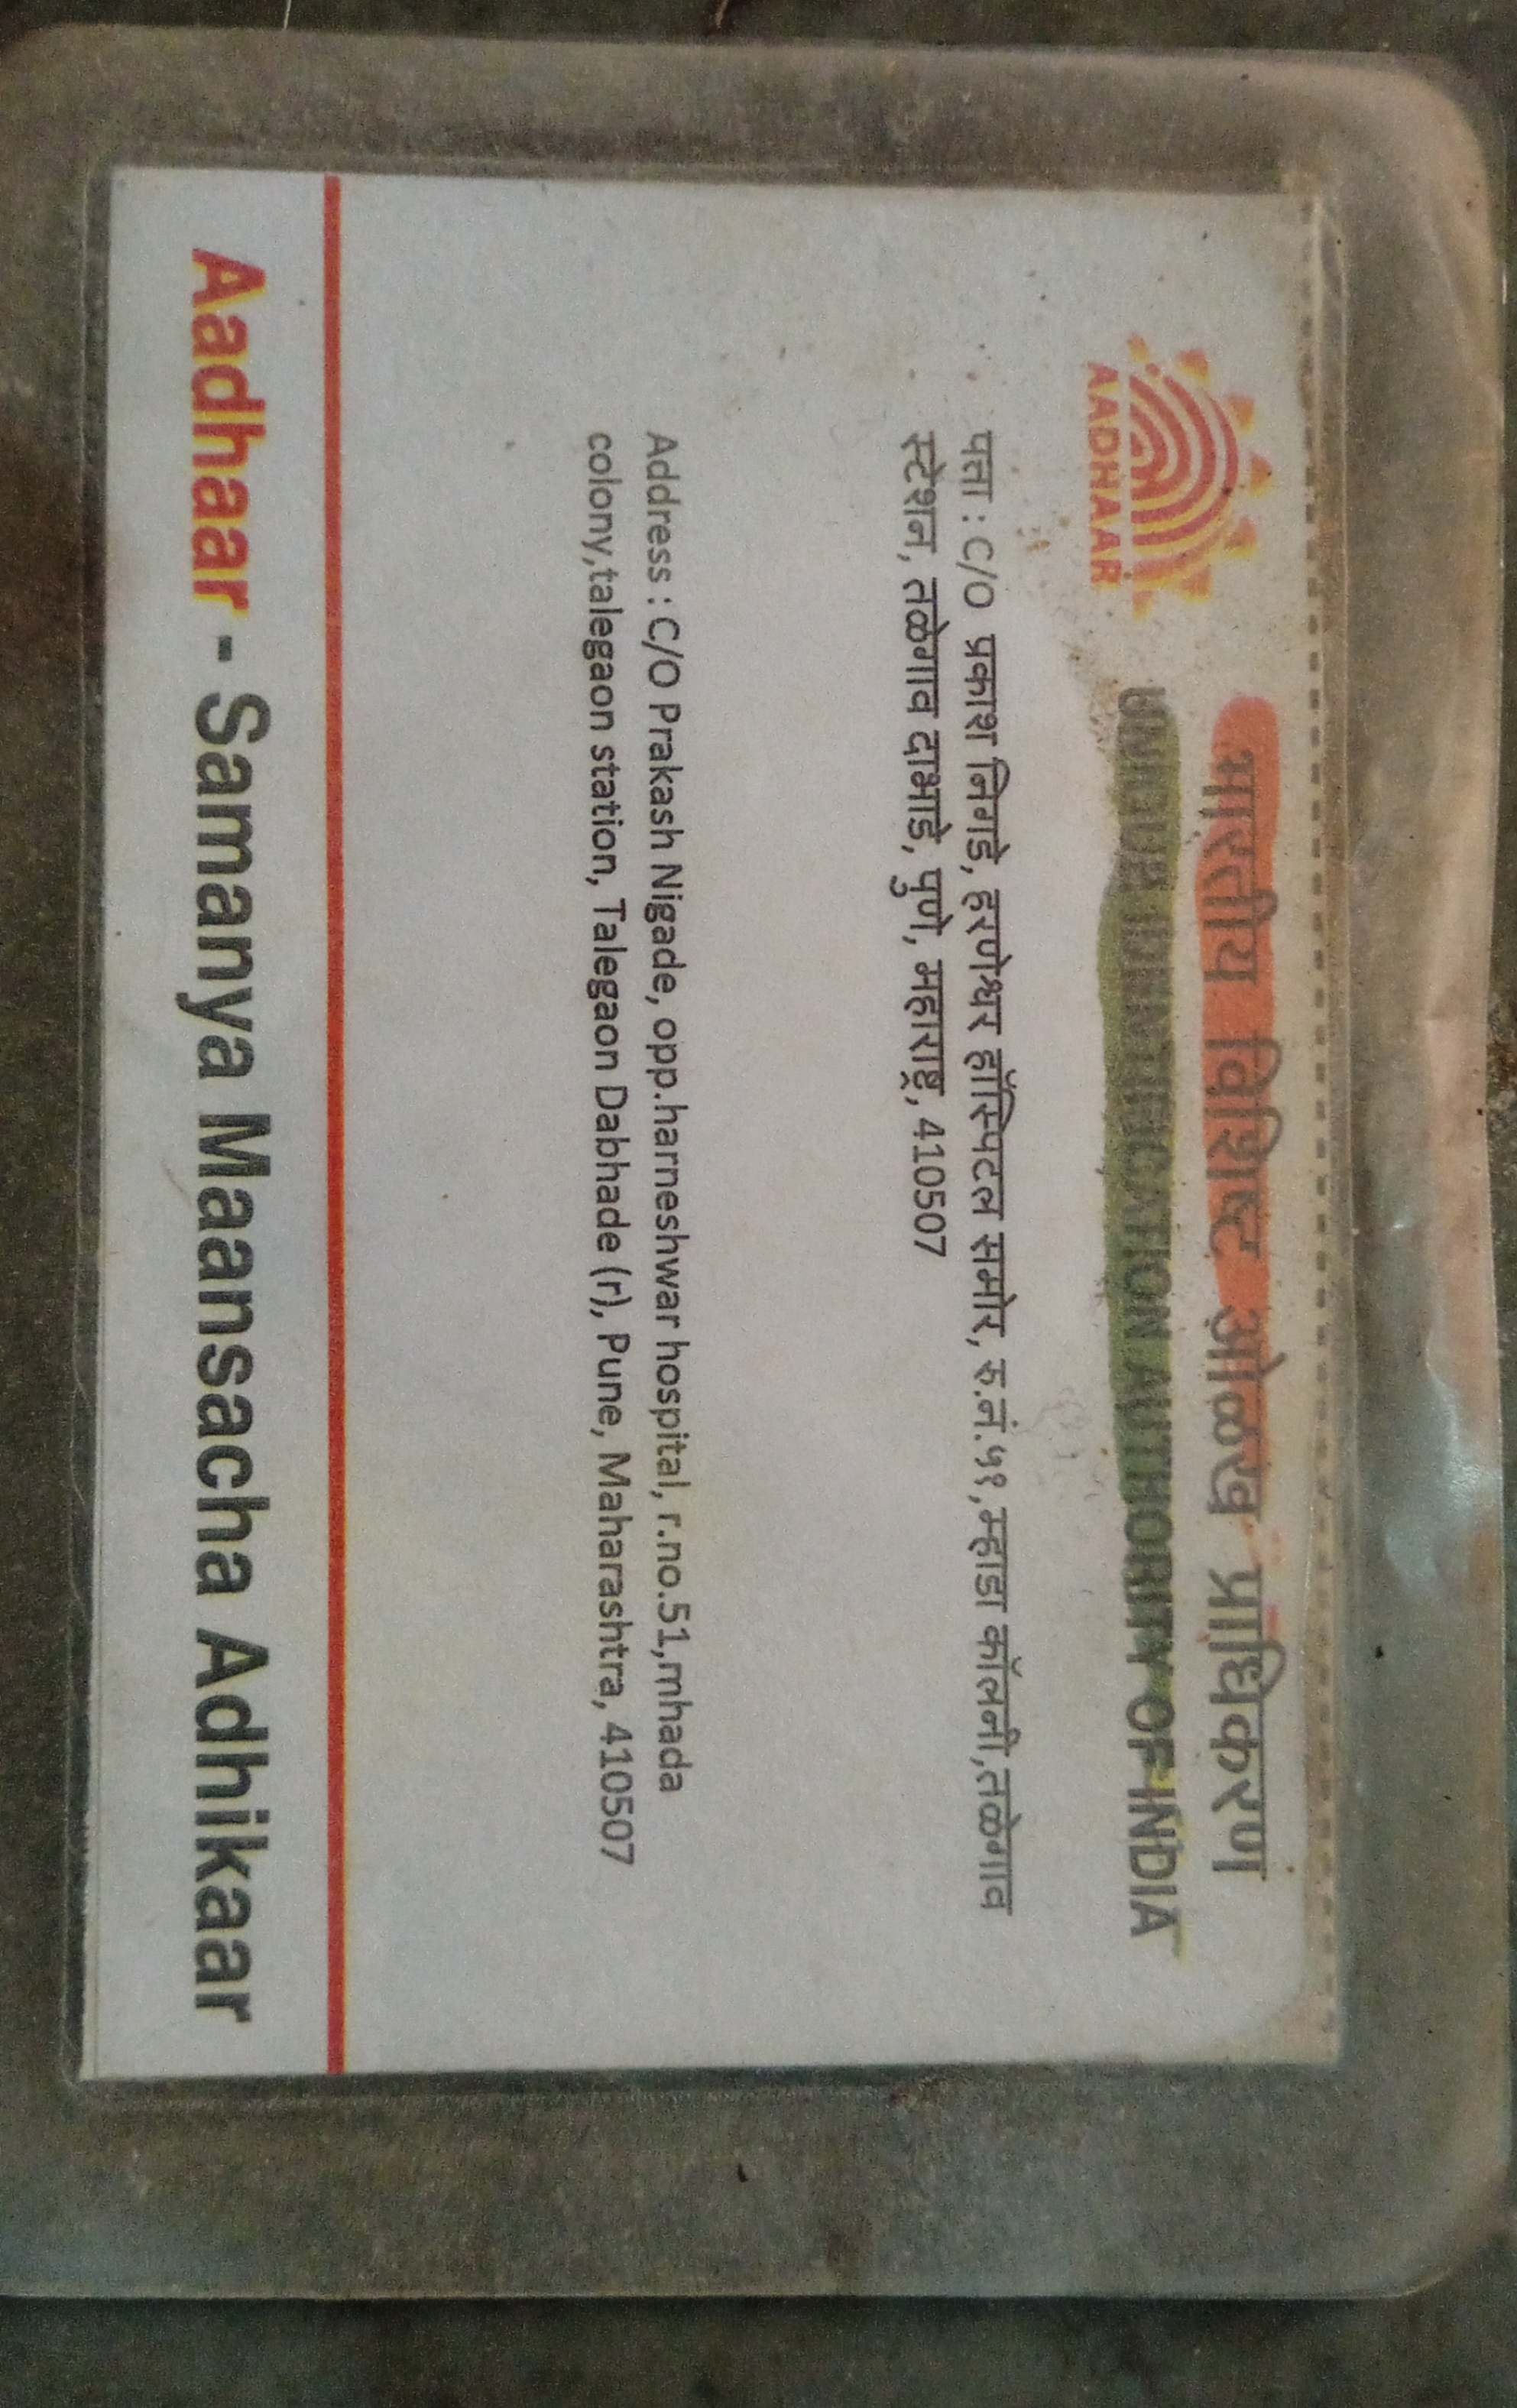 भारतीय विशिष्ट ओळख प्राधिकरण
UNIQUE IDENTIFICATION AUTHORITY OF INDIA
AADHAAR
पत्ता : C/O प्रकाश निगडे, हरणेश्वर हॉस्पिटल समोर, रु.नं.५१,म्हाडा कॉलनी,तळेगाव
स्टेशन, तळेगाव दाभाडे, पुणे, महाराष्ट्र, 410507
Address : C/O Prakash Nigade, opp.harneshwar hospital, r.no.51,mhada
colony,talegaon station, Talegaon Dabhade (r), Pune, Maharashtra, 410507
Aadhaar - Samanya Maansacha Adhikaar